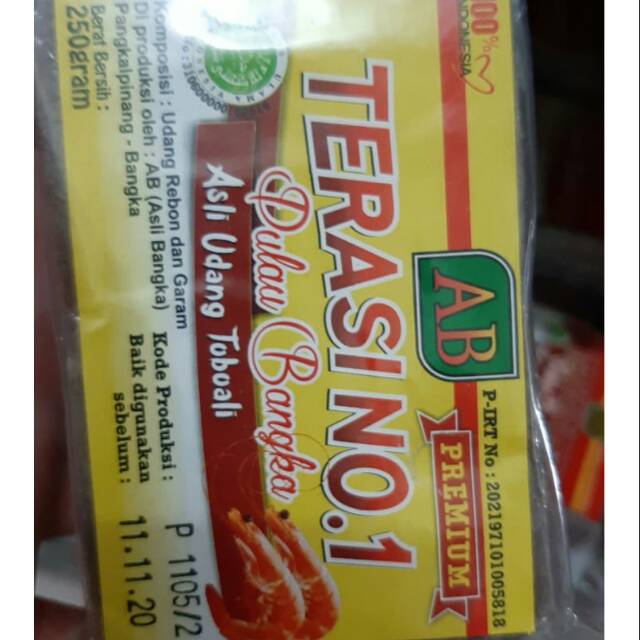 100%
INDONESIA
AB
P-IRT No : 202197101005818
PREMIUM
TERASI NO.1
Pulau Bangka
Asli Udang Toboali
Komposisi : Udang Rebon dan Garam
Di produksi oleh : AB (Asli Bangka)
Pangkalpinang - Bangka
Berat Bersih :
250gram
Kode Produksi : P 1105/2
Baik digunakan
sebelum : 11.11.20